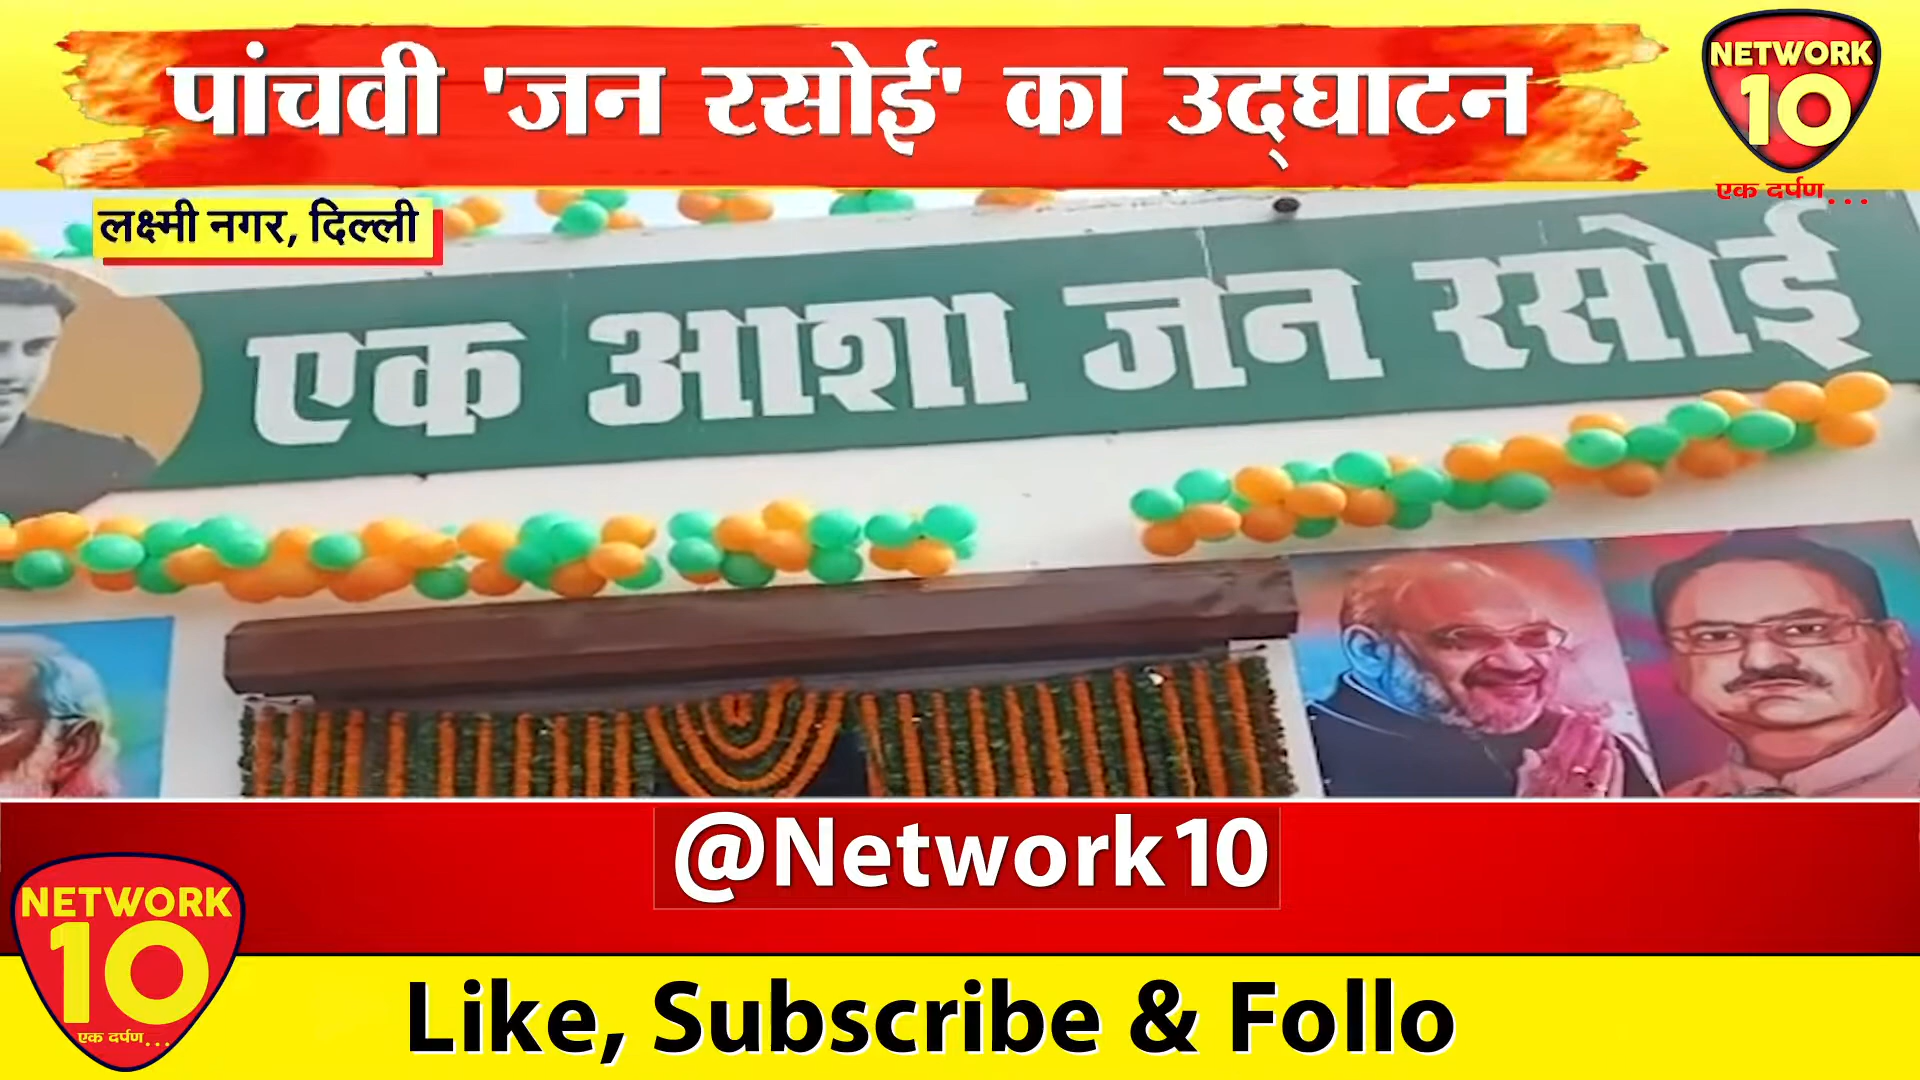 पांचवी 'जन रसोई' का उद्घाटन
NETWORK
10
एक दर्पण...
लक्ष्मी नगर, दिल्ली
एक आशा जन रसोई
@Network10
NETWORK
10
एक दर्पण...
Like, Subscribe & Follo